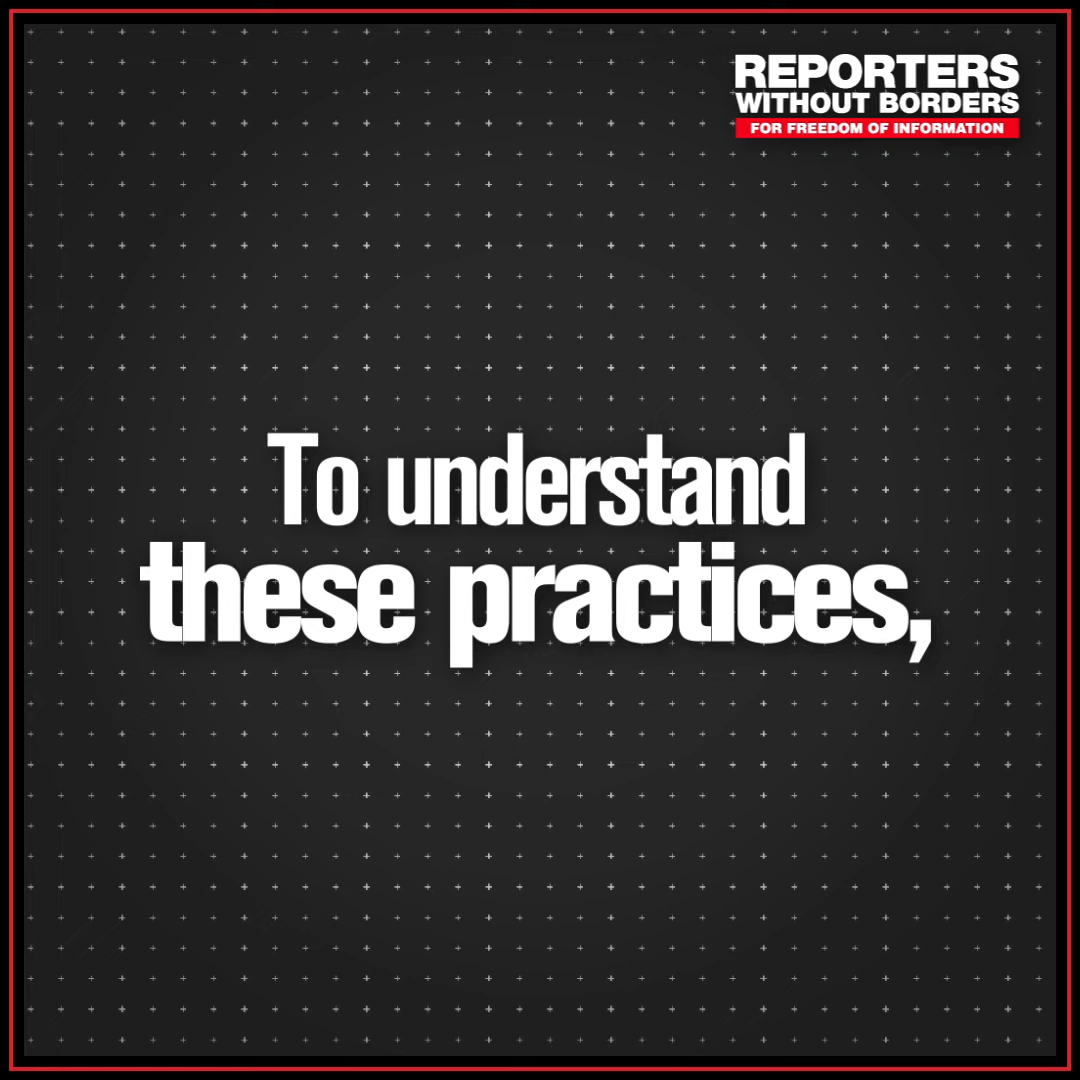 REPORTERS
WITHOUT BORDERS
FOR FREEDOM OF INFORMATION
To understand
these practices,